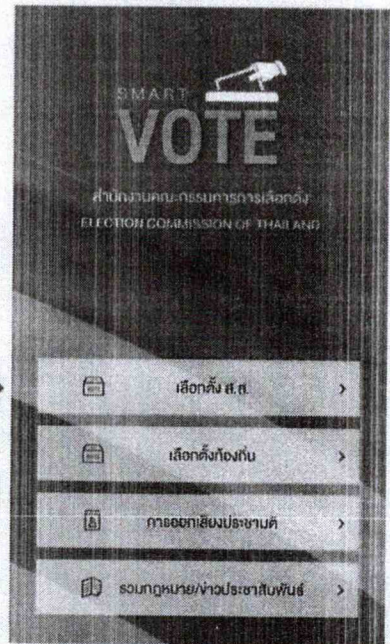 SMART
VOTE
สำนักงานคณะกรรมการการเลือกตั้ง
ELECTION COMMISSION OF THAILAND
เลือกตั้ง ส.ส.
เลือกตั้งท้องถิ่น
การออกเสียงประชามติ
รวมกฎหมาย/ข่าวประชาสัมพันธ์